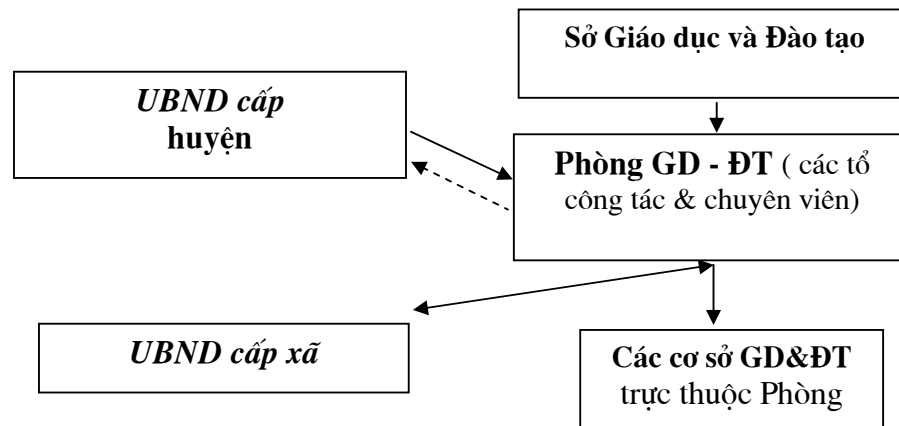 Sở Giáo dục và Đào tạo
UBND cấp
huyện
Phòng GD - ĐT ( các tổ
công tác & chuyên viên)
UBND cấp xã
Các cơ sở GD&ĐT
trực thuộc Phòng